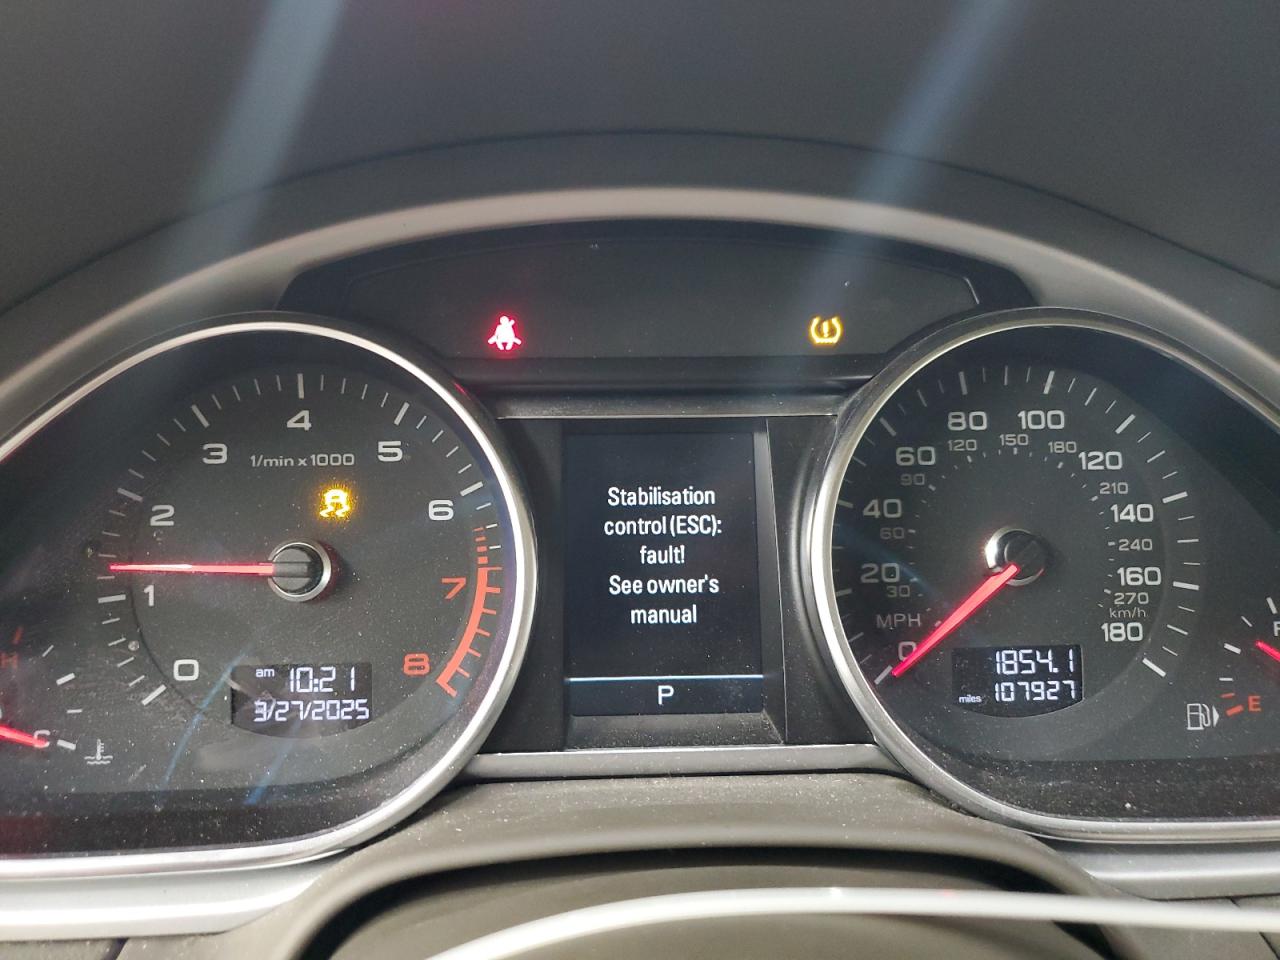 Stabilisation
control (ESC):
fault!
See owner's
manual
P
0
1
2
3
4
5
6
7
8
1/min x 1000
am 10:21
3/27/2025
H
C
0
20
40
60
80
100
120
140
160
180
30
60
90
120
150
180
210
240
270
km/h
MPH
1854.1
miles 107927
E